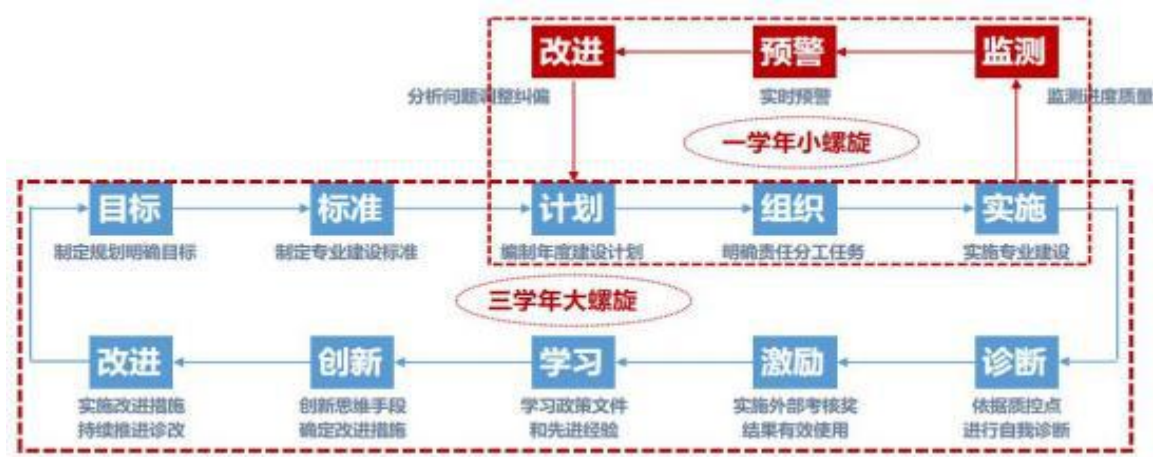 改进
预警
监测
分析问题调整纠偏
实时预警
监测进度质量
一学年小螺旋
目标
标准
计划
组织
实施
制定规划明确目标
制定专业建设标准
编制年度建设计划
明确责任分工任务
实施专业建设
三学年大螺旋
改进
创新
学习
激励
诊断
实施改进措施
持续推进诊改
创新思维手段
确定改进措施
学习政策文件
和先进经验
实施外部考核奖
结果有效使用
依据质控点
进行自我诊断